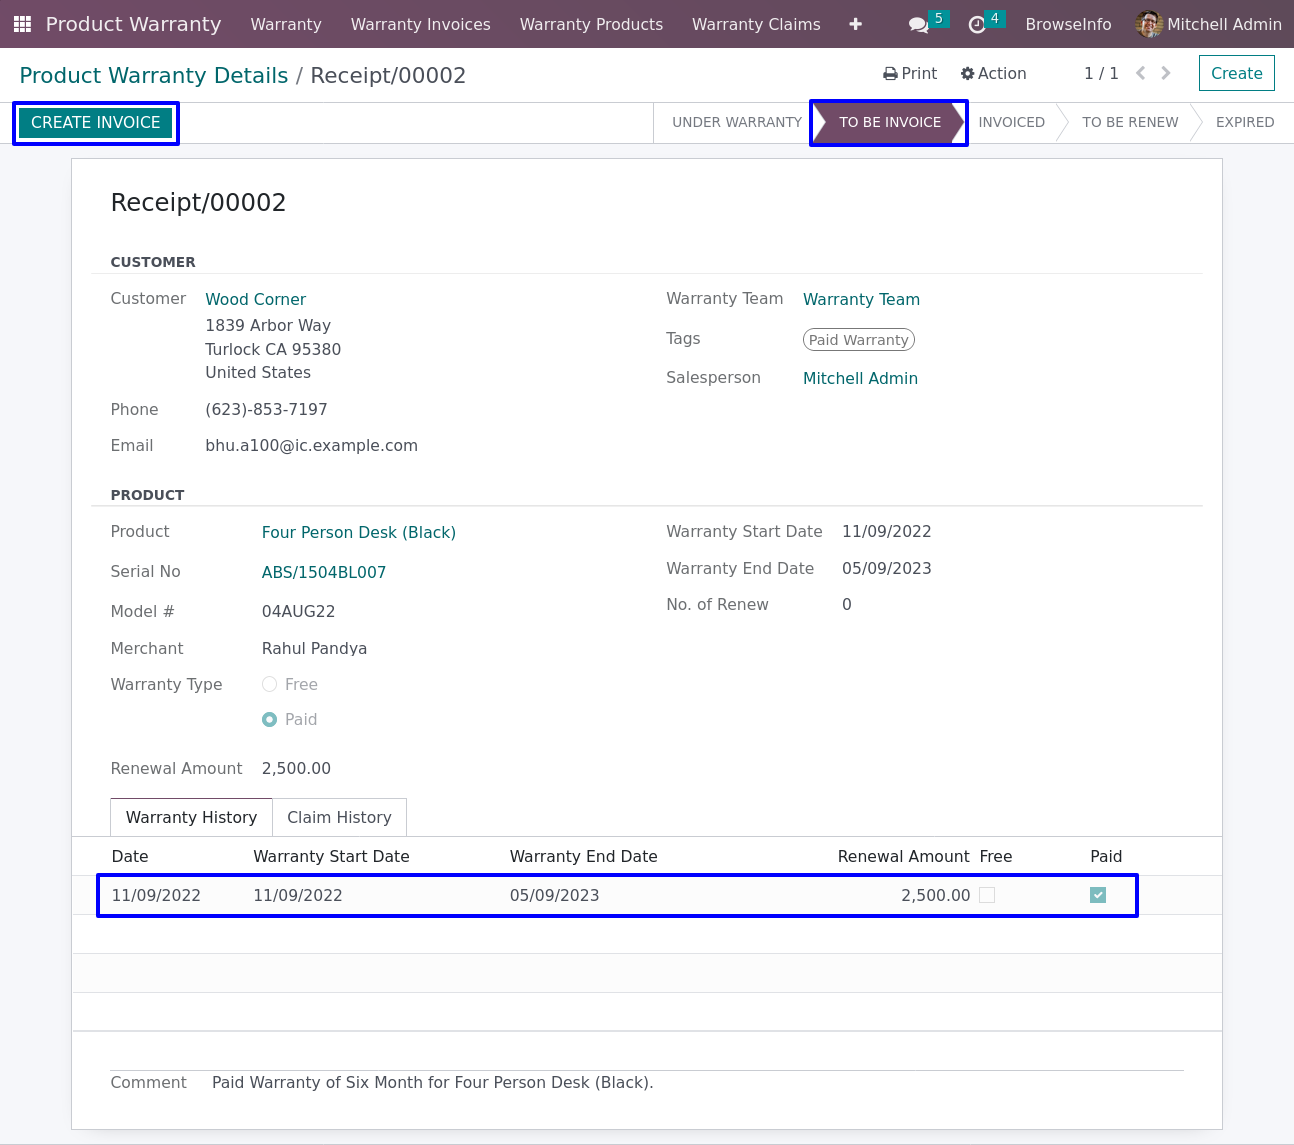 Product Warranty Warranty Warranty Invoices Warranty Products Warranty Claims 5 4 BrowseInfo Mitchell Admin
Product Warranty Details / Receipt/00002 Print Action 1 / 1 Create
CREATE INVOICE UNDER WARRANTY TO BE INVOICE INVOICED TO BE RENEW EXPIRED
Receipt/00002
CUSTOMER
Customer Wood Corner Warranty Team Warranty Team
1839 Arbor Way
Turlock CA 95380 Tags Paid Warranty
United States Salesperson Mitchell Admin
Phone (623)-853-7197
Email bhu.a100@ic.example.com
PRODUCT
Product Four Person Desk (Black) Warranty Start Date 11/09/2022
Serial No ABS/1504BL007 Warranty End Date 05/09/2023
Model # 04AUG22 No. of Renew 0
Merchant Rahul Pandya
Warranty Type Free
Paid
Renewal Amount 2,500.00
Warranty History Claim History
Date Warranty Start Date Warranty End Date Renewal Amount Free Paid
11/09/2022 11/09/2022 05/09/2023 2,500.00
Comment Paid Warranty of Six Month for Four Person Desk (Black).